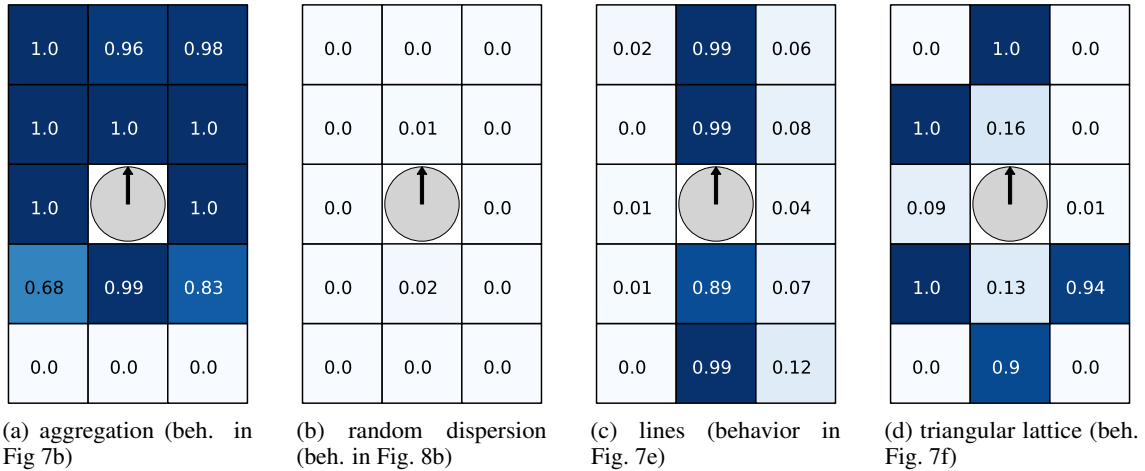 1.0 0.96 0.98
1.0 1.0 1.0
1.0 1.0
0.68 0.99 0.83
0.0 0.0 0.0
(a) aggregation (beh. in
Fig 7b)
0.0 0.0 0.0
0.0 0.01 0.0
0.0 0.0
0.0 0.02 0.0
0.0 0.0 0.0
(b) random dispersion
(beh. in Fig. 8b)
0.02 0.99 0.06
0.0 0.99 0.08
0.01 0.04
0.01 0.89 0.07
0.0 0.99 0.12
(c) lines (behavior in
Fig. 7e)
0.0 1.0 0.0
1.0 0.16 0.0
0.09 0.01
1.0 0.13 0.94
0.0 0.9 0.0
(d) triangular lattice (beh.
Fig. 7f)